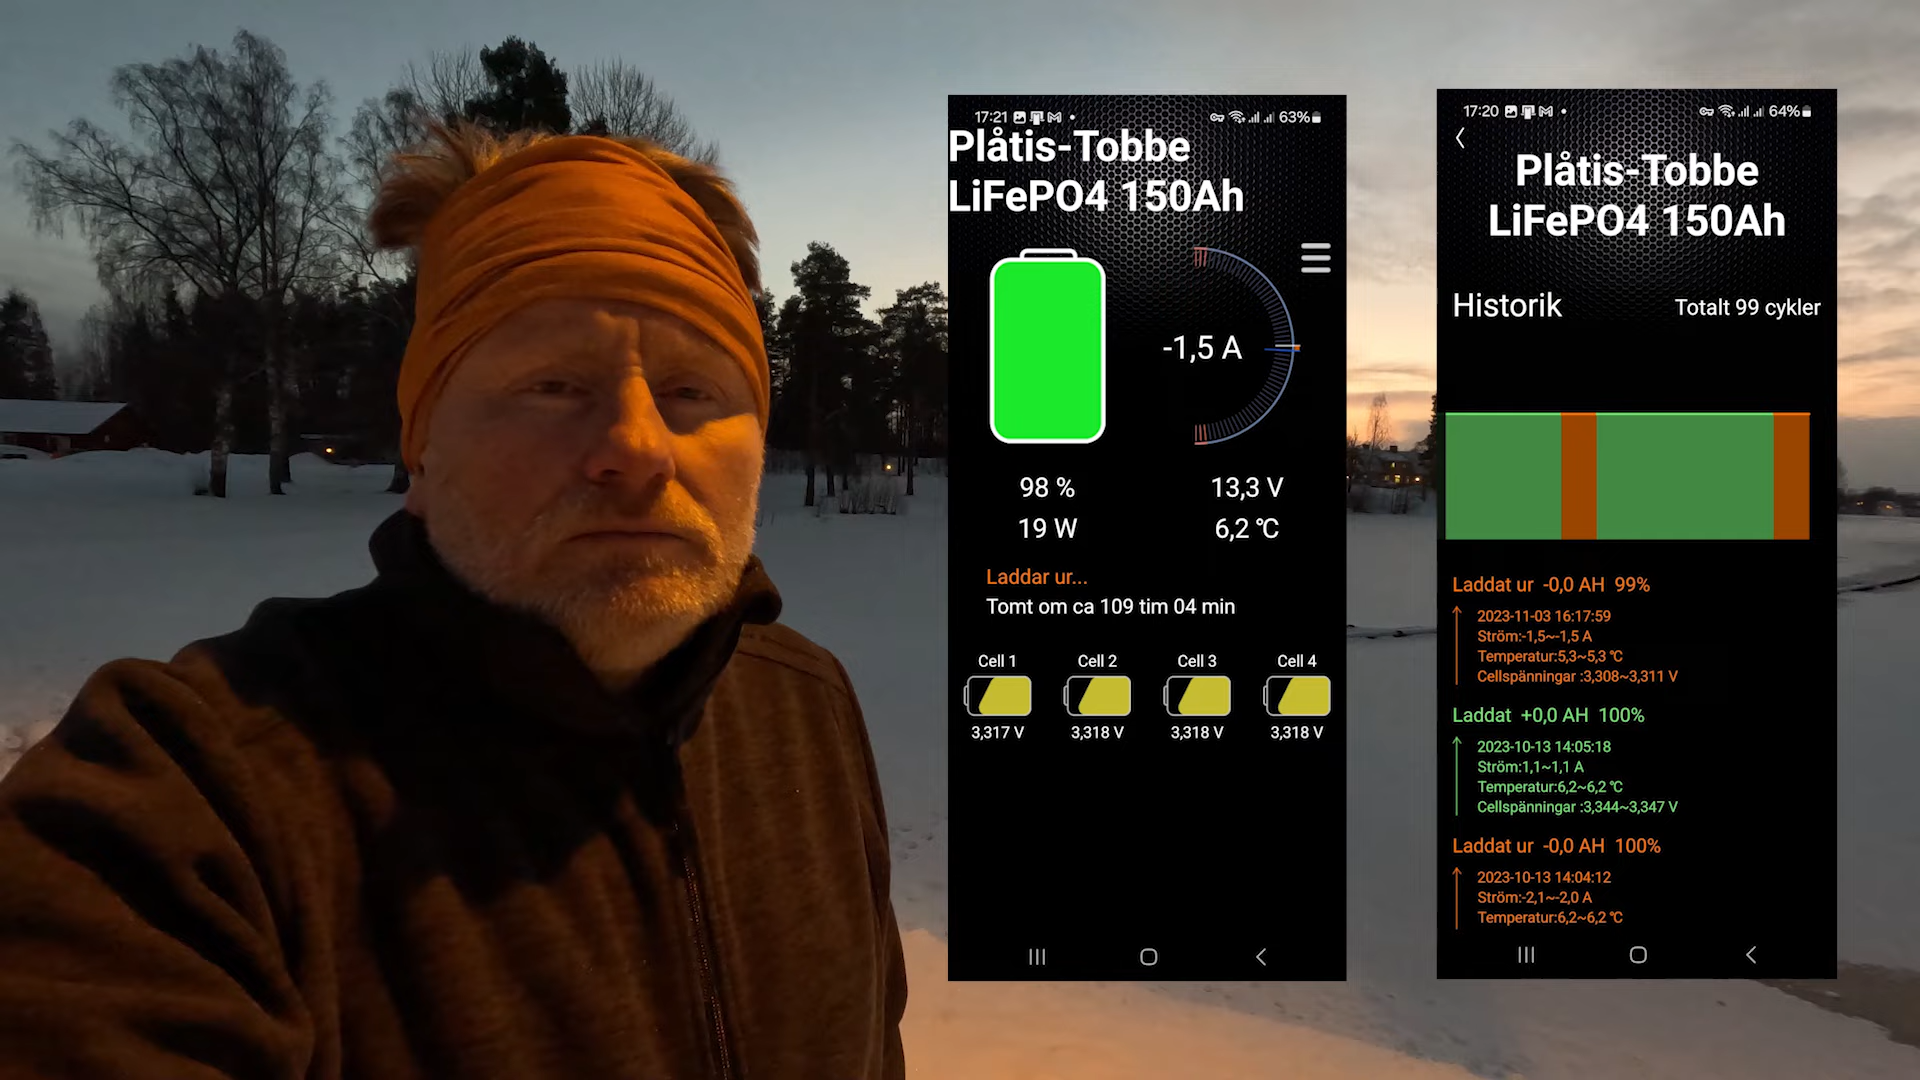 17:21
63%
Plåtis-Tobbe
LiFePO4 150Ah
-1,5 A
98 %
13,3 V
19 W
6,2 ℃
Laddar ur...
Tomt om ca 109 tim 04 min
Cell 1
Cell 2
Cell 3
Cell 4
3,317 V
3,318 V
3,318 V
3,318 V
17:20
64%
Plåtis-Tobbe
LiFePO4 150Ah
Historik
Totalt 99 cykler
Laddat ur -0,0 AH 99%
2023-11-03 16:17:59
Ström:-1,5~-1,5 A
Temperatur:5,3~5,3 ℃
Cellspänningar :3,308~3,311 V
Laddat +0,0 AH 100%
2023-10-13 14:05:18
Ström:1,1~1,1 A
Temperatur:6,2~6,2 ℃
Cellspänningar :3,344~3,347 V
Laddat ur -0,0 AH 100%
2023-10-13 14:04:12
Ström:-2,1~-2,0 A
Temperatur:6,2~6,2 ℃